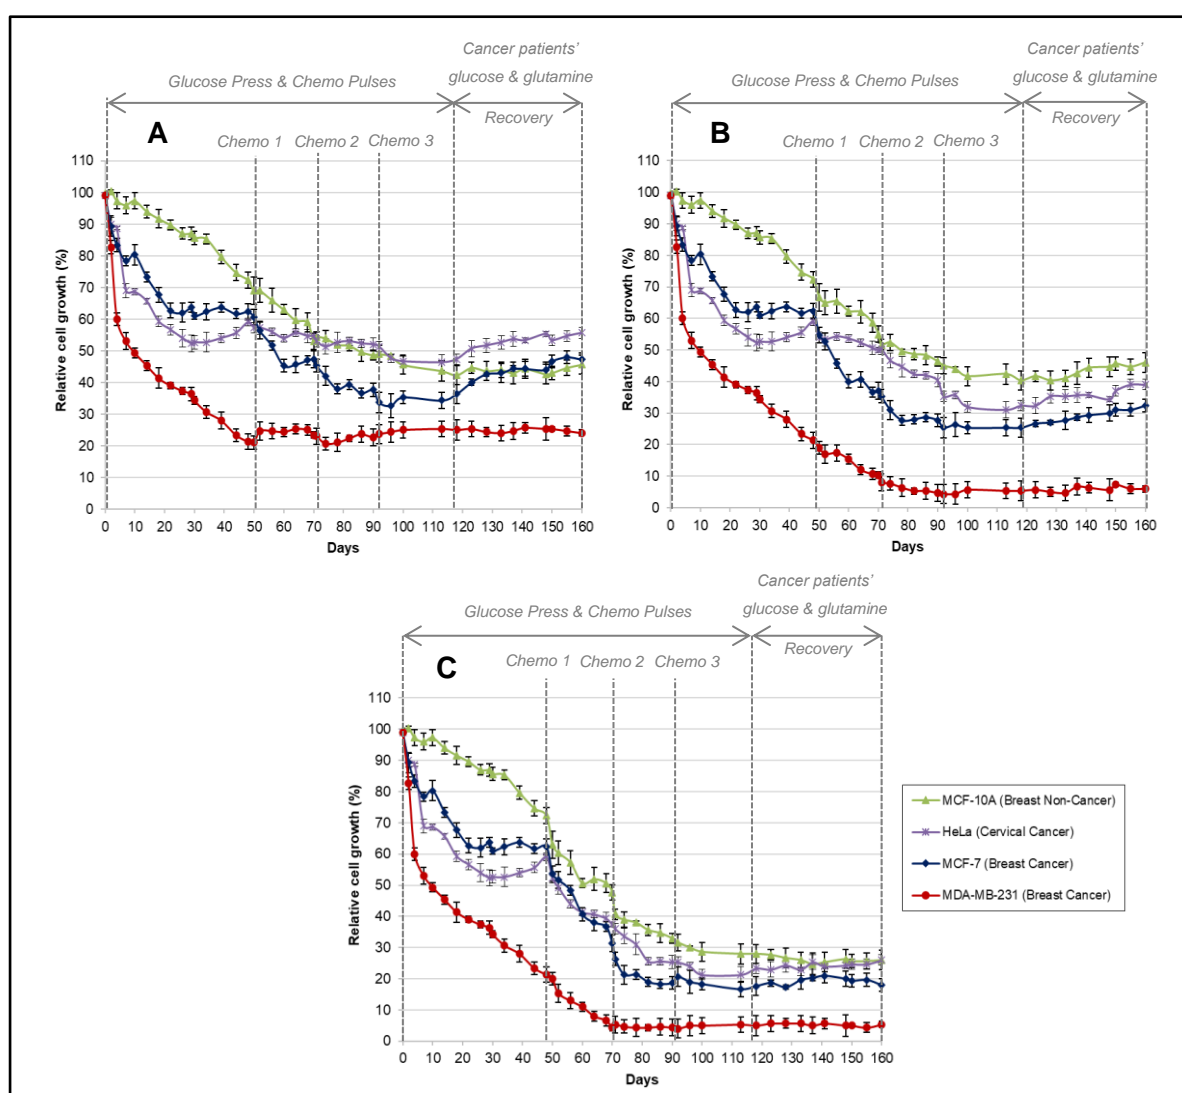 Cancer patients'
glucose & glutamine
Glucose Press & Chemo Pulses
Recovery
A
Chemo 1 Chemo 2 Chemo 3
110
100
90
80
70
60
50
40
30
20
10
0
Relative cell growth (%)
0 10 20 30 40 50 60 70 80 90 100 110 120 130 140 150 160
Days
Cancer patients'
glucose & glutamine
Glucose Press & Chemo Pulses
Recovery
B
Chemo 1 Chemo 2 Chemo 3
110
100
90
80
70
60
50
40
30
20
10
0
Relative cell growth (%)
0 10 20 30 40 50 60 70 80 90 100 110 120 130 140 150 160
Days
Cancer patients'
glucose & glutamine
Glucose Press & Chemo Pulses
Recovery
C
Chemo 1 Chemo 2 Chemo 3
110
100
90
80
70
60
50
40
30
20
10
0
Relative cell growth (%)
0 10 20 30 40 50 60 70 80 90 100 110 120 130 140 150 160
Days
MCF-10A (Breast Non-Cancer)
HeLa (Cervical Cancer)
MCF-7 (Breast Cancer)
MDA-MB-231 (Breast Cancer)